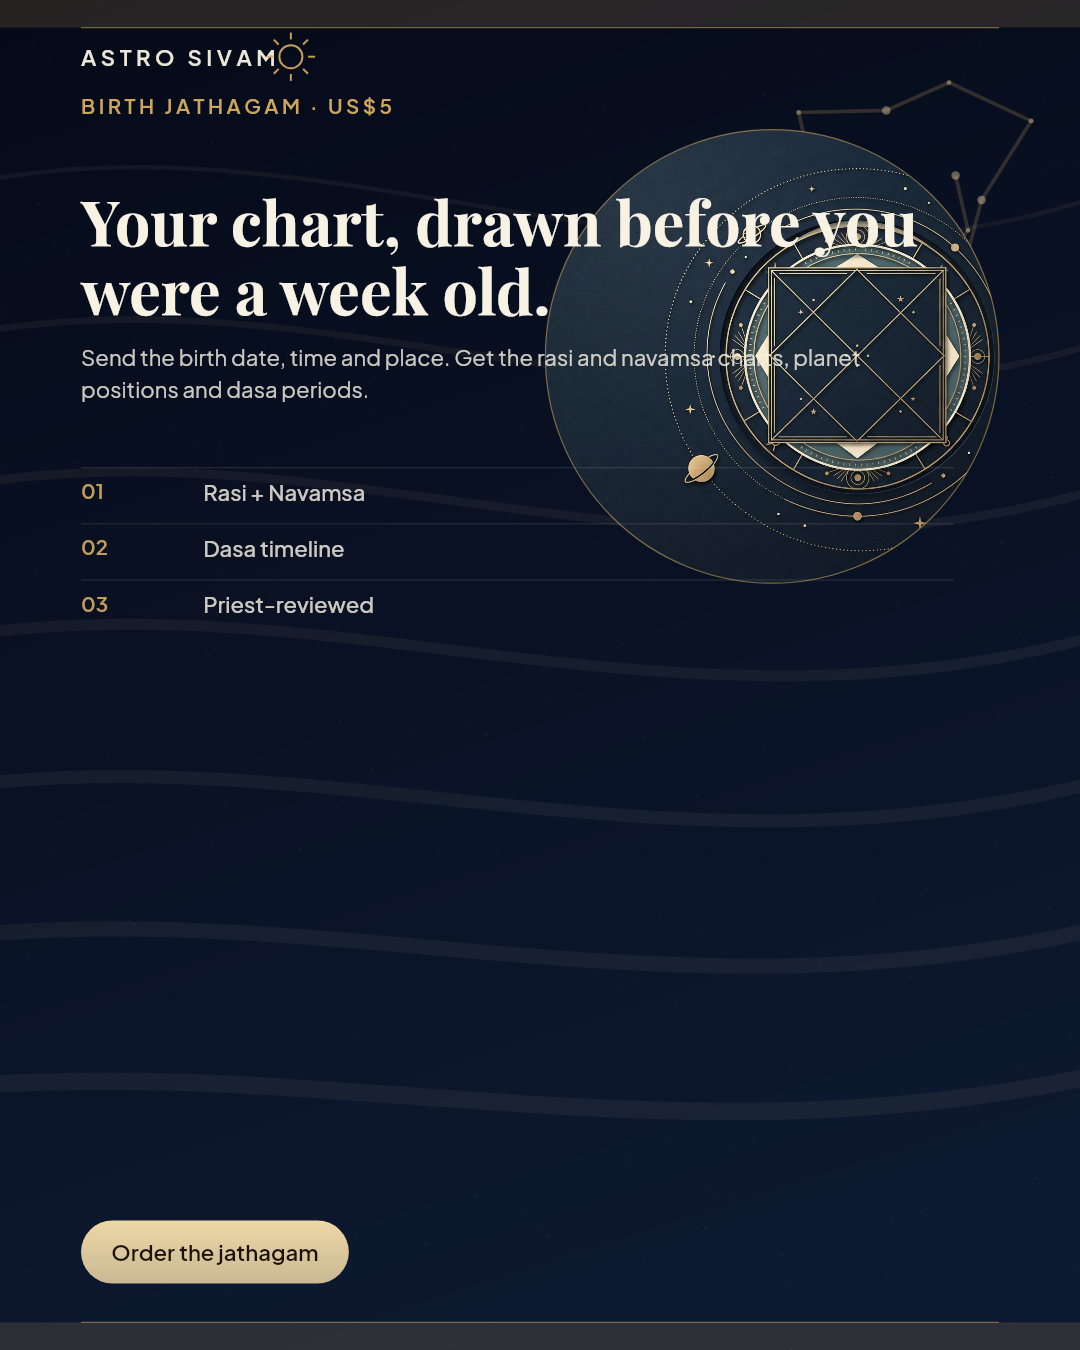 ASTRO SIVAM
BIRTH JATHAGAM · US$5
Your chart, drawn before you
were a week old.
Send the birth date, time and place. Get the rasi and navamsa charts, planet
positions and dasa periods.
01 Rasi + Navamsa
02 Dasa timeline
03 Priest-reviewed
Order the jathagam